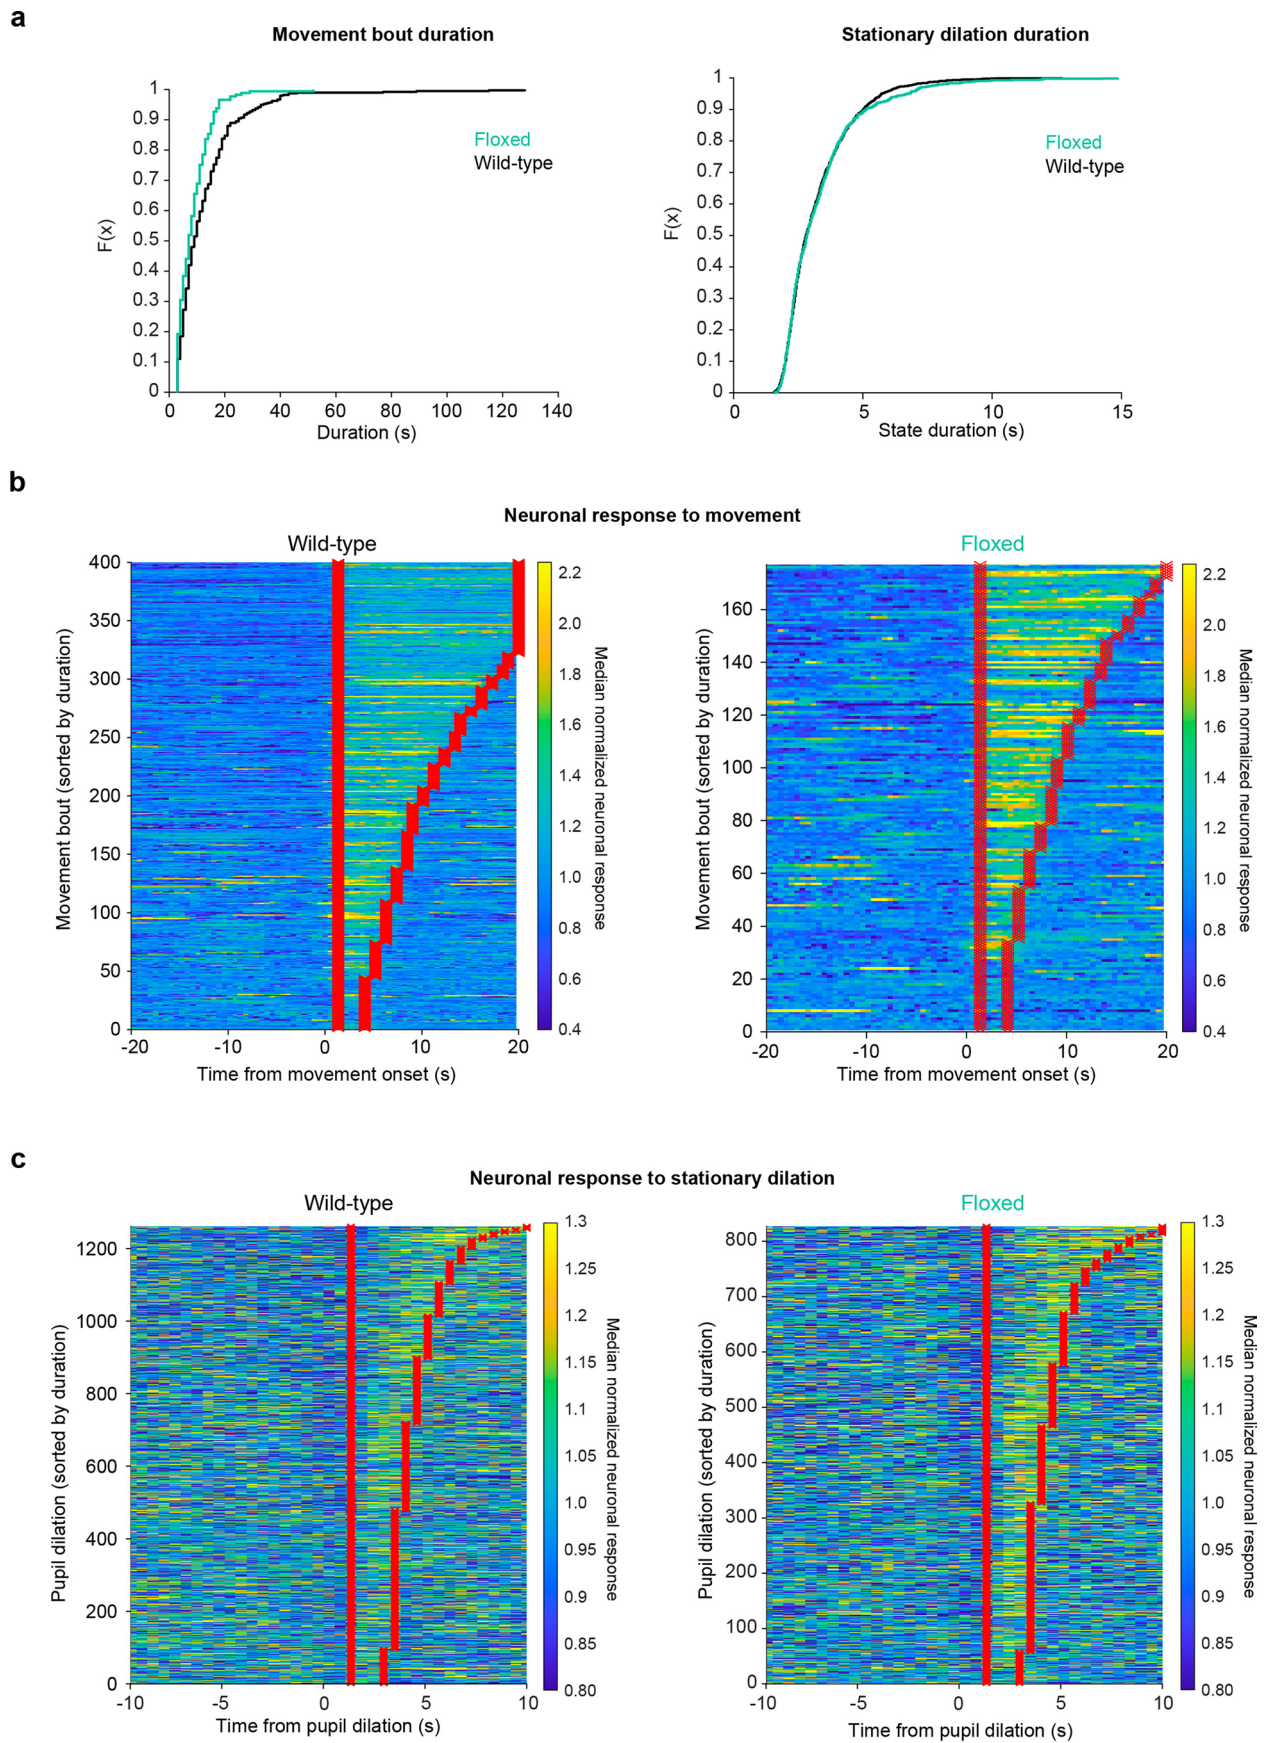 a
Movement bout duration
Stationary dilation duration
1
0.9
0.8
0.7
0.6
0.5
0.4
0.3
0.2
0.1
0
F(x)
Floxed
Wild-type
0 20 40 60 80 100 120 140
Duration (s)
1
0.9
0.8
0.7
0.6
0.5
0.4
0.3
0.2
0.1
0
F(x)
Floxed
Wild-type
0 5 10 15
State duration (s)
b
Neuronal response to movement
Wild-type
400
350
300
250
200
150
100
50
0
Movement bout (sorted by duration)
-20 -10 0 10 20
Time from movement onset (s)
2.2
2.0
1.8
1.6
1.4
1.2
1.0
0.8
0.6
0.4
Median normalized neuronal response
Floxed
160
140
120
100
80
60
40
20
0
Movement bout (sorted by duration)
-20 -10 0 10 20
Time from movement onset (s)
2.2
2.0
1.8
1.6
1.4
1.2
1.0
0.8
0.6
0.4
Median normalized neuronal response
c
Neuronal response to stationary dilation
Wild-type
1200
1000
800
600
400
200
0
Pupil dilation (sorted by duration)
-10 -5 0 5 10
Time from pupil dilation (s)
1.3
1.25
1.2
1.15
1.1
1.05
1.0
0.95
0.9
0.85
0.80
Median normalized neuronal response
Floxed
800
700
600
500
400
300
200
100
0
Pupil dilation (sorted by duration)
-10 -5 0 5 10
Time from pupil dilation (s)
1.3
1.25
1.2
1.15
1.1
1.05
1.0
0.95
0.9
0.85
0.80
Median normalized neuronal response